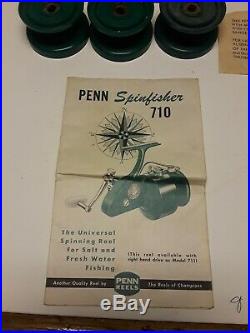 PENN Spinfisher
710
The Universal
Spinning Reel
for Salt and
Fresh Water
Fishing
(This reel available with
right hand drive as Model 711)
Another Quality Reel by
PENN
REELS
The Reels of Champions